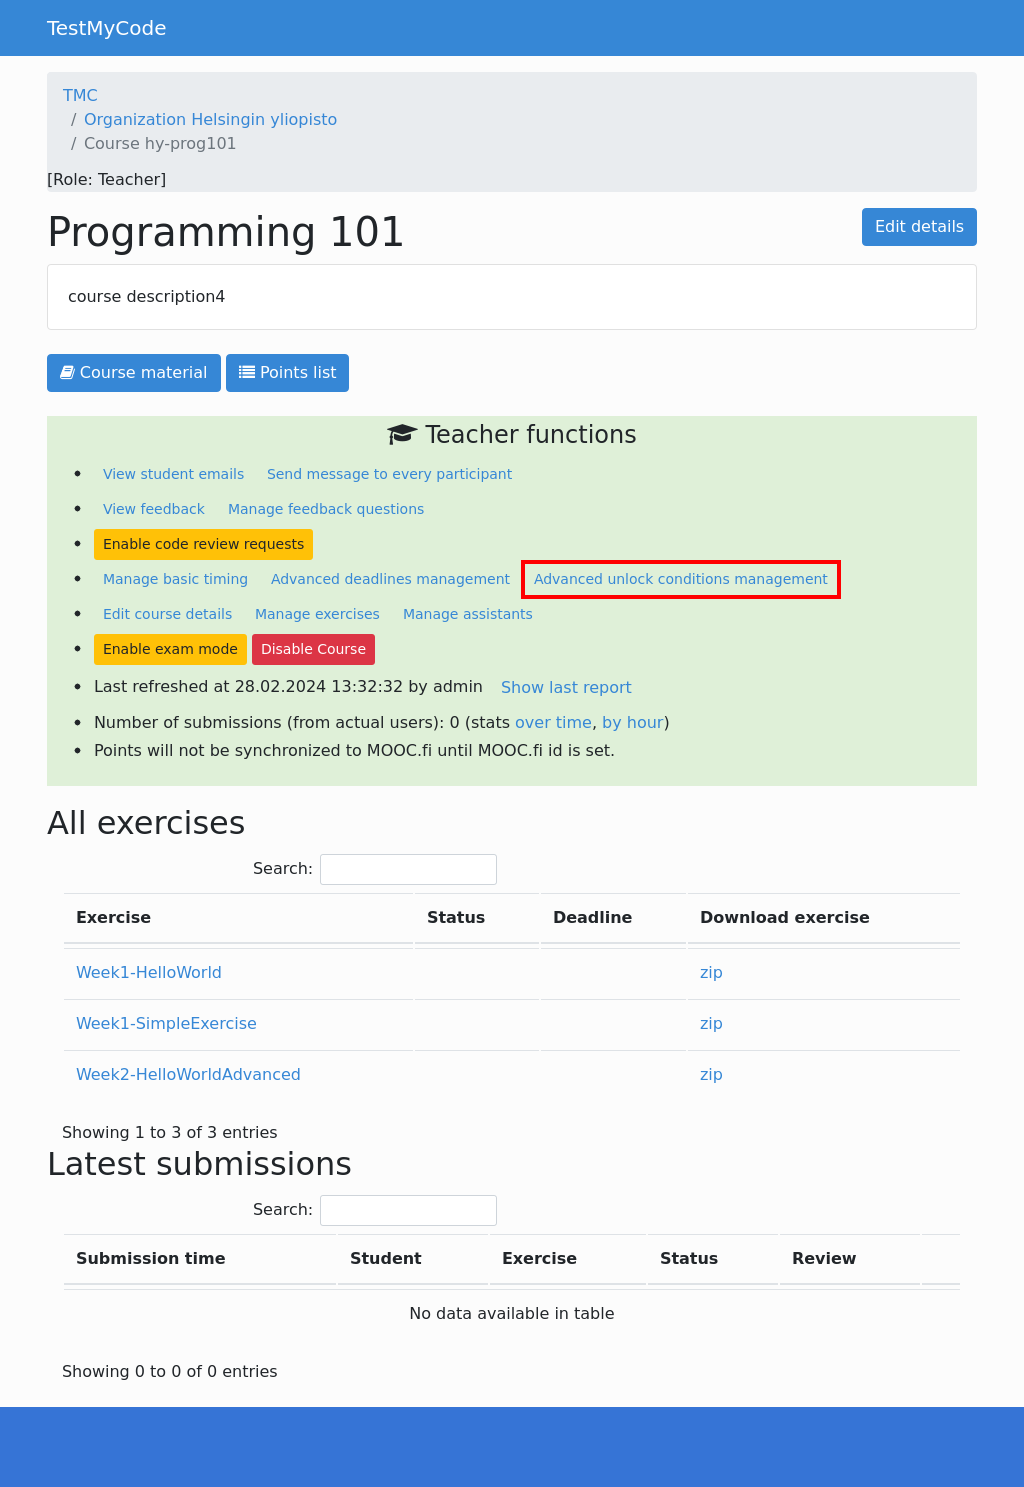 TestMyCode
TMC
/ Organization Helsingin yliopisto
/ Course hy-prog101
[Role: Teacher]
Programming 101
Edit details
course description4
Course material Points list
Teacher functions
• View student emails Send message to every participant
• View feedback Manage feedback questions
• Enable code review requests
• Manage basic timing Advanced deadlines management Advanced unlock conditions management
• Edit course details Manage exercises Manage assistants
• Enable exam mode Disable Course
• Last refreshed at 28.02.2024 13:32:32 by admin Show last report
• Number of submissions (from actual users): 0 (stats over time, by hour)
• Points will not be synchronized to MOOC.fi until MOOC.fi id is set.
All exercises
Search:
Exercise Status Deadline Download exercise
Week1-HelloWorld zip
Week1-SimpleExercise zip
Week2-HelloWorldAdvanced zip
Showing 1 to 3 of 3 entries
Latest submissions
Search:
Submission time Student Exercise Status Review
No data available in table
Showing 0 to 0 of 0 entries